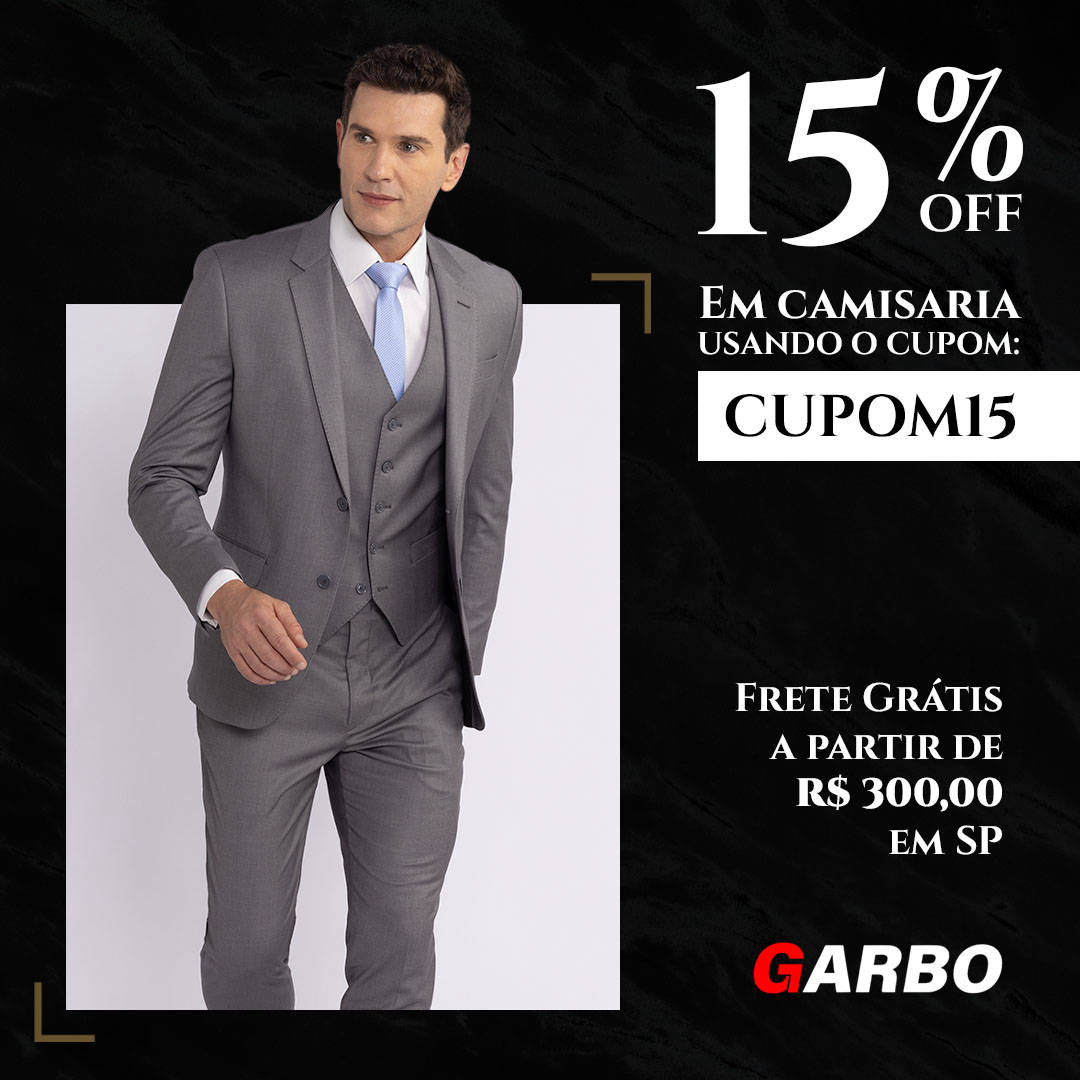 15%
OFF
EM CAMISARIA
USANDO O CUPOM:
CUPOM15
FRETE GRÁTIS
A PARTIR DE
R$ 300,00
EM SP
GARBO